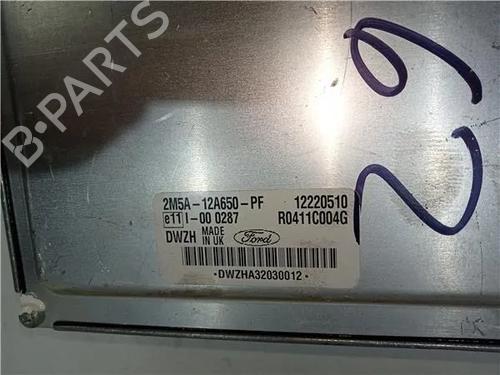 B-PARTS
29
2M5A-12A650-PF 12220510
e11 I-00 0287 R0411C004G
DWZH MADE IN UK Ford
•DWZHA32030012•